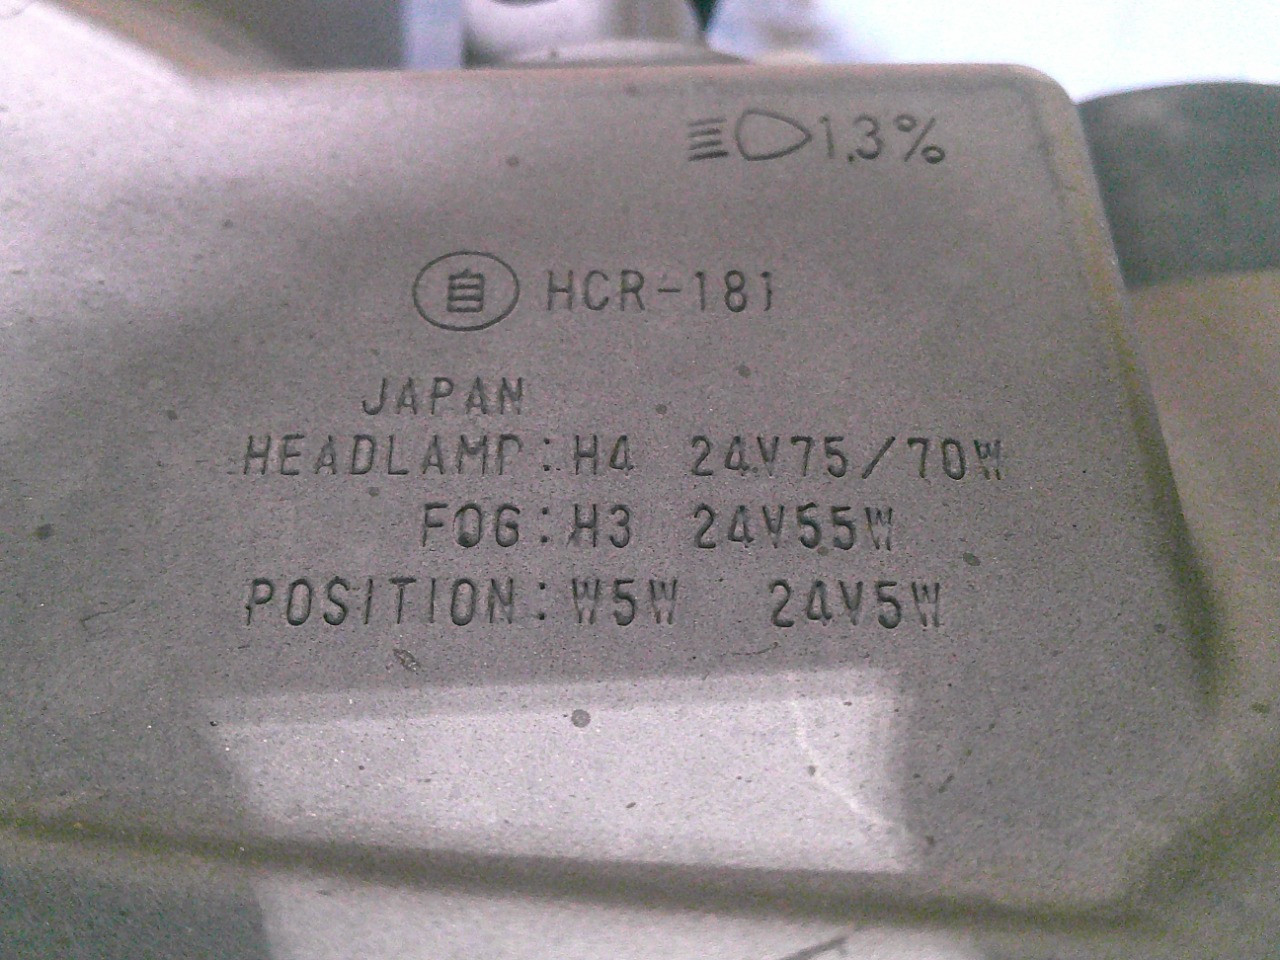 1.3%
自 HCR-181
JAPAN
HEADLAMP:H4 24V75/70W
FOG:H3 24V55W
POSITION:W5W 24V5W